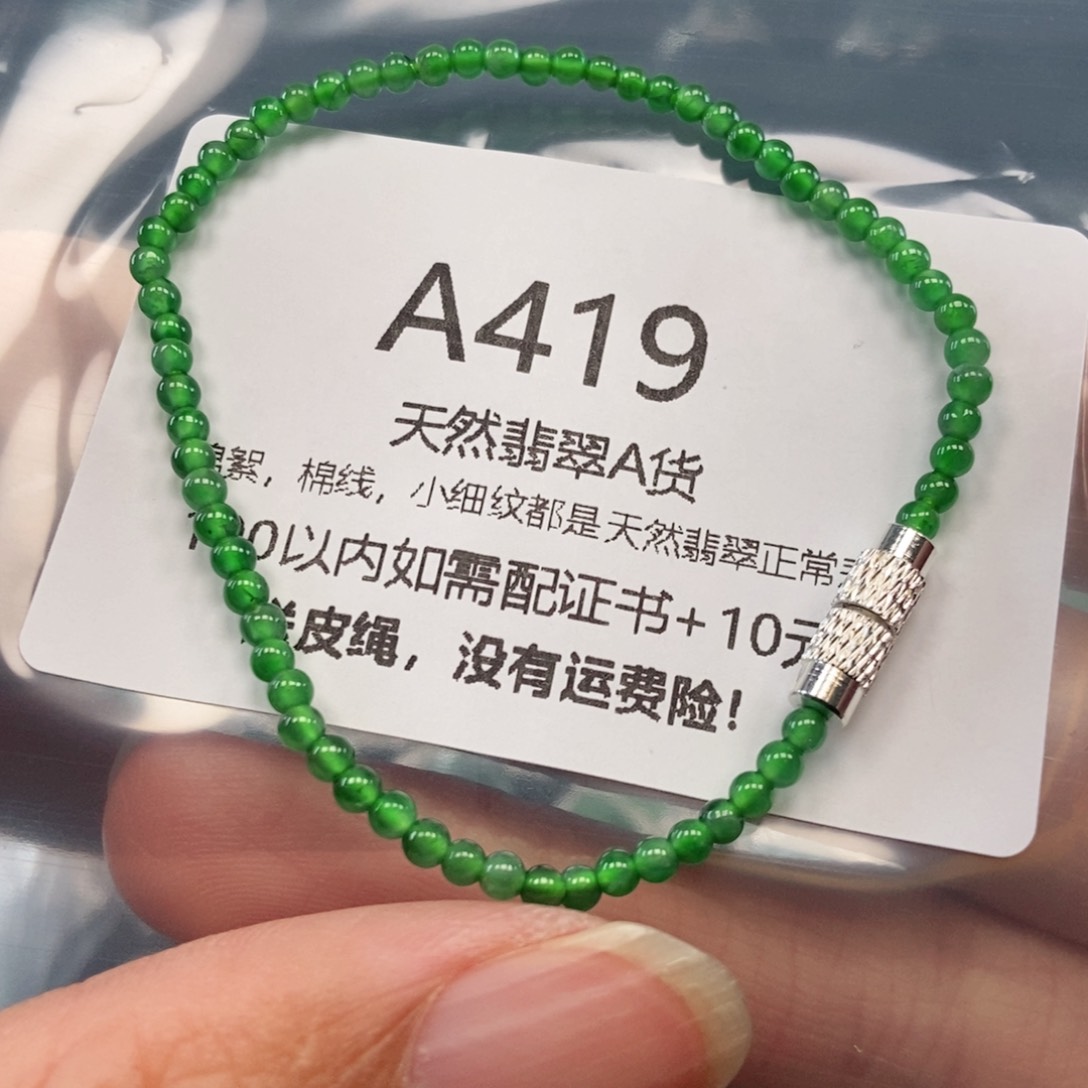 A419
天然翡翠A货
絮，棉线，小细纹都是天然翡翠正常
00以内如需配证书+10元
皮绳，没有运费险!